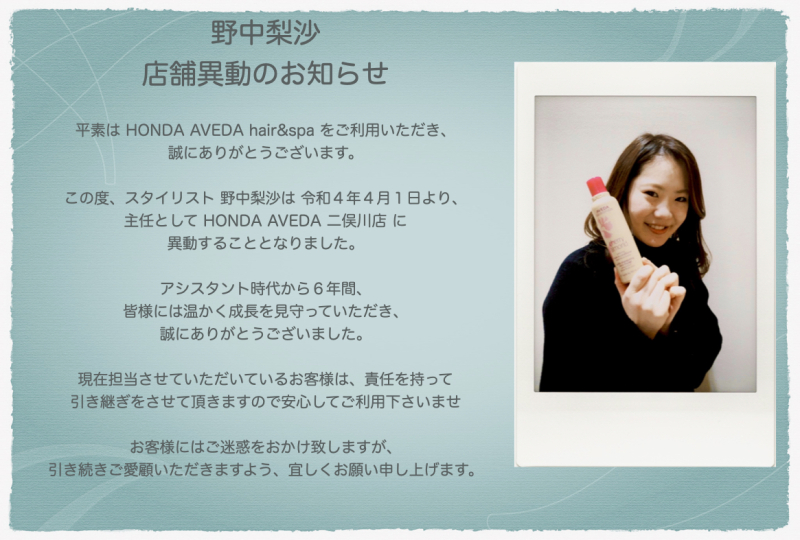 野中梨沙
店舗異動のお知らせ
平素は HONDA AVEDA hair&spa をご利用いただき、
誠にありがとうございます。
この度、スタイリスト 野中梨沙は 令和４年４月１日より、
主任として HONDA AVEDA 二俣川店 に
異動することとなりました。
アシスタント時代から６年間、
皆様には温かく成長を見守っていただき、
誠にありがとうございました。
現在担当させていただいているお客様は、責任を持って
引き継ぎをさせて頂きますので安心してご利用下さいませ
お客様にはご迷惑をおかけ致しますが、
引き続きご愛顧いただきますよう、宜しくお願い申し上げます。